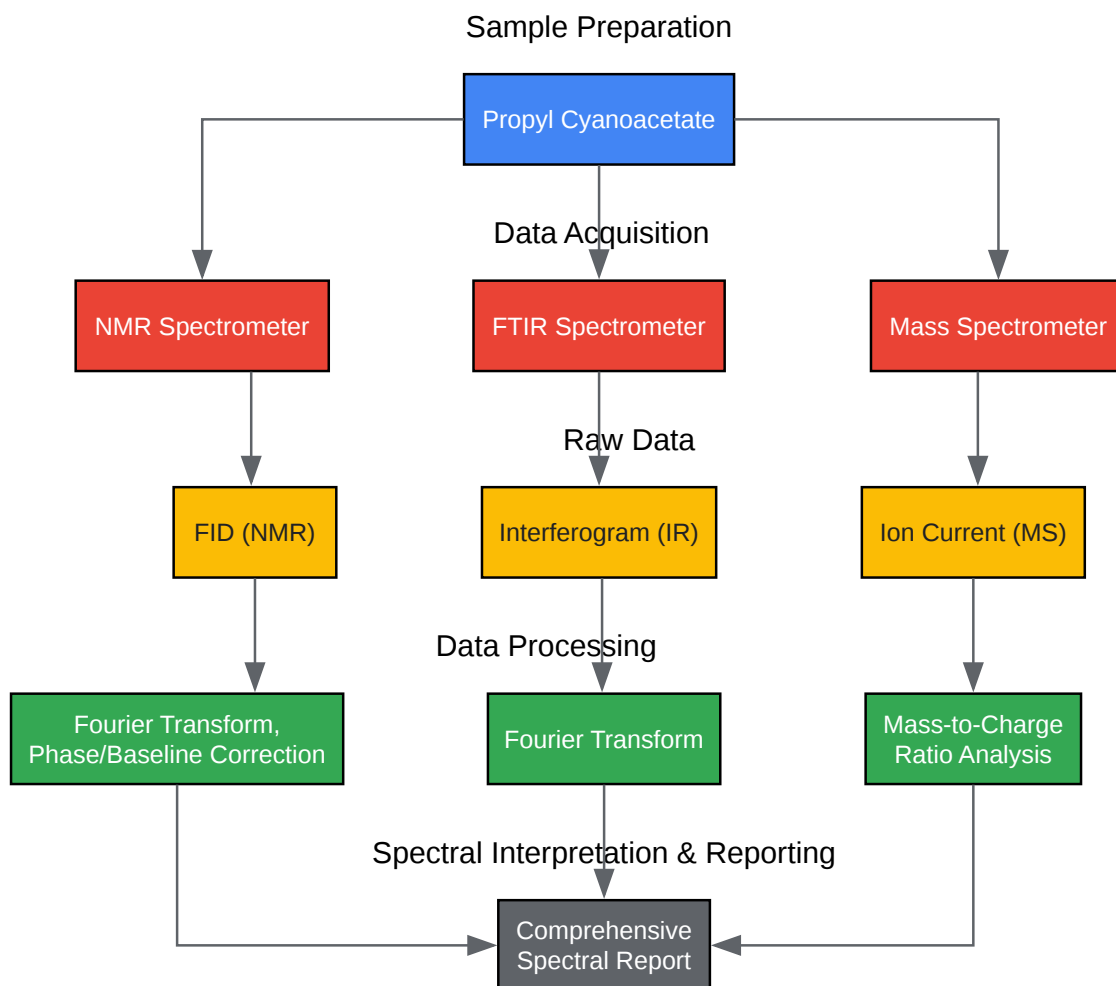 Sample Preparation
Propyl Cyanoacetate
Data Acquisition
NMR Spectrometer
FTIR Spectrometer
Mass Spectrometer
Raw Data
FID (NMR)
Interferogram (IR)
Ion Current (MS)
Data Processing
Fourier Transform,
Phase/Baseline Correction
Fourier Transform
Mass-to-Charge
Ratio Analysis
Spectral Interpretation & Reporting
Comprehensive
Spectral Report